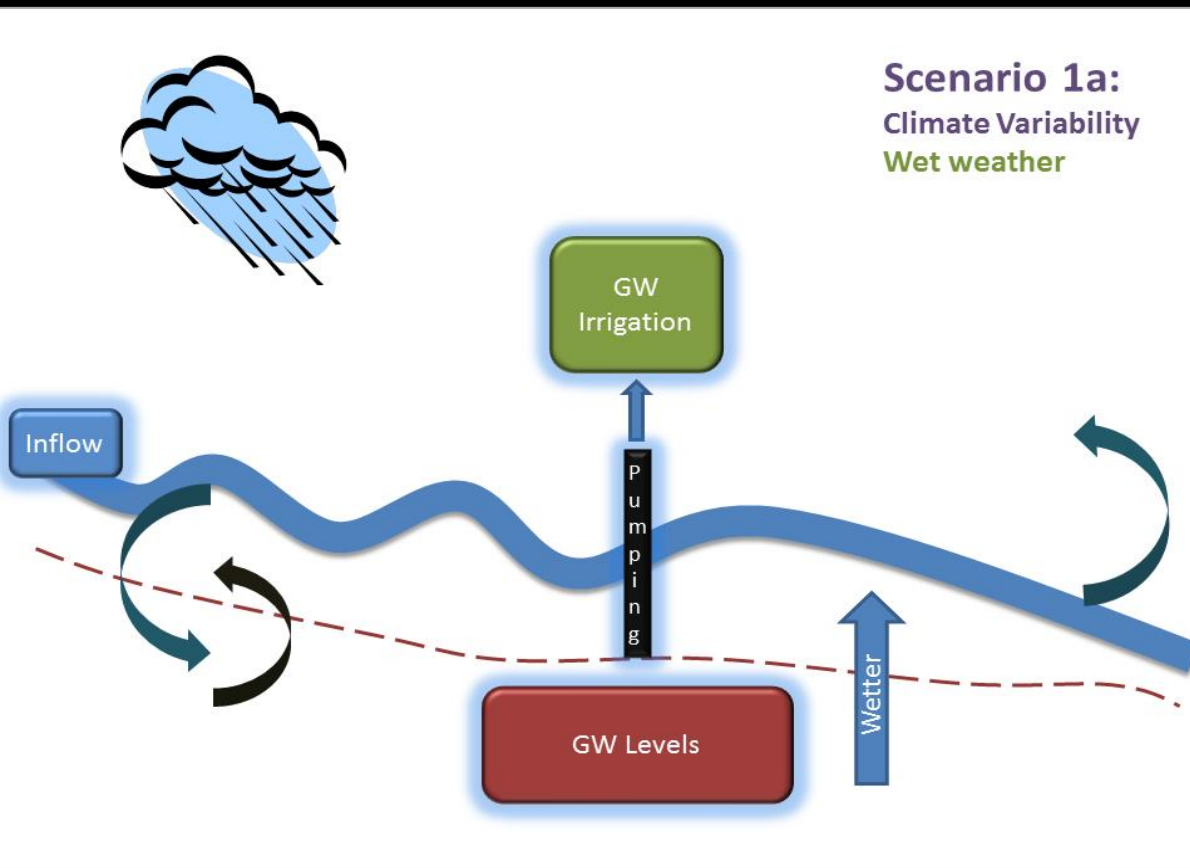 Scenario 1a:
Climate Variability
Wet weather
GW
Irrigation
Inflow
Pumping
Wetter
GW Levels